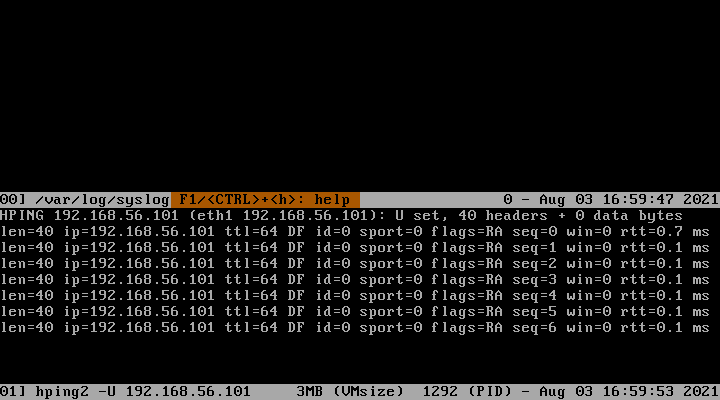 00] /var/log/syslog F1/<CTRL>+<h>: help 0 - Aug 03 16:59:47 2021
HPING 192.168.56.101 (eth1 192.168.56.101): U set, 40 headers + 0 data bytes
len=40 ip=192.168.56.101 ttl=64 DF id=0 sport=0 flags=RA seq=0 win=0 rtt=0.7 ms
len=40 ip=192.168.56.101 ttl=64 DF id=0 sport=0 flags=RA seq=1 win=0 rtt=0.1 ms
len=40 ip=192.168.56.101 ttl=64 DF id=0 sport=0 flags=RA seq=2 win=0 rtt=0.1 ms
len=40 ip=192.168.56.101 ttl=64 DF id=0 sport=0 flags=RA seq=3 win=0 rtt=0.1 ms
len=40 ip=192.168.56.101 ttl=64 DF id=0 sport=0 flags=RA seq=4 win=0 rtt=0.1 ms
len=40 ip=192.168.56.101 ttl=64 DF id=0 sport=0 flags=RA seq=5 win=0 rtt=0.1 ms
len=40 ip=192.168.56.101 ttl=64 DF id=0 sport=0 flags=RA seq=6 win=0 rtt=0.1 ms
01] hping2 -U 192.168.56.101 3MB (VMsize) 1292 (PID) - Aug 03 16:59:53 2021